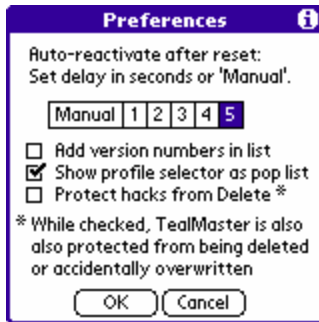 Preferences
Auto-reactivate after reset:
Set delay in seconds or 'Manual'.
Manual 1 2 3 4 5
Add version numbers in list
Show profile selector as pop list
Protect hacks from Delete *
* While checked, TealMaster is also
also protected from being deleted
or accidentally overwritten
OK Cancel